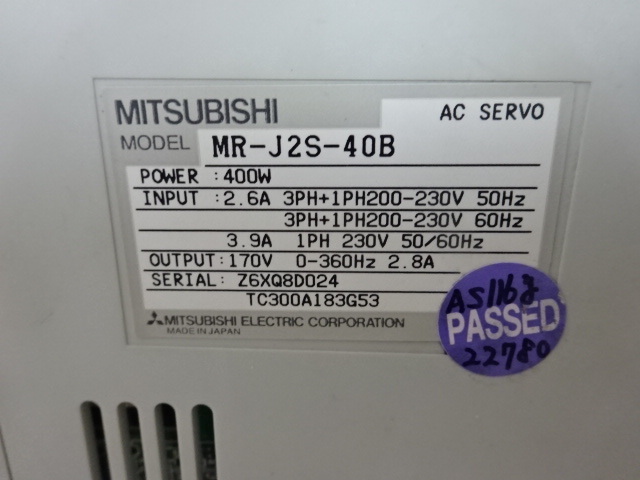 MITSUBISHI
AC SERVO
MODEL MR-J2S-40B
POWER :400W
INPUT :2.6A 3PH+1PH200-230V 50Hz
3PH+1PH200-230V 60Hz
3.9A 1PH 230V 50/60Hz
OUTPUT:170V 0-360Hz 2.8A
SERIAL: Z6XQ8D024
TC300A183G53
MITSUBISHI ELECTRIC CORPORATION
MADE IN JAPAN
PASSED
22780